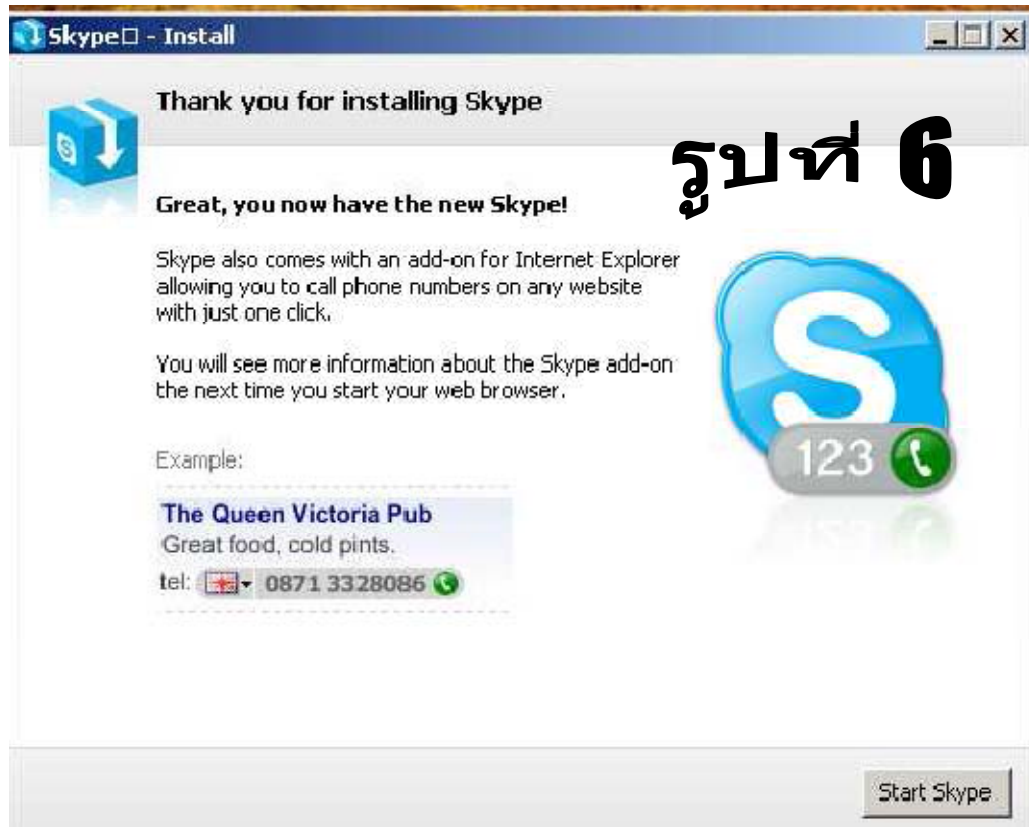 Skype□ - Install
Thank you for installing Skype
รูปที่ 6
Great, you now have the new Skype!
Skype also comes with an add-on for Internet Explorer
allowing you to call phone numbers on any website
with just one click.
You will see more information about the Skype add-on
the next time you start your web browser.
S
123
Example:
The Queen Victoria Pub
Great food, cold pints.
tel: 0871 3328086
Start Skype